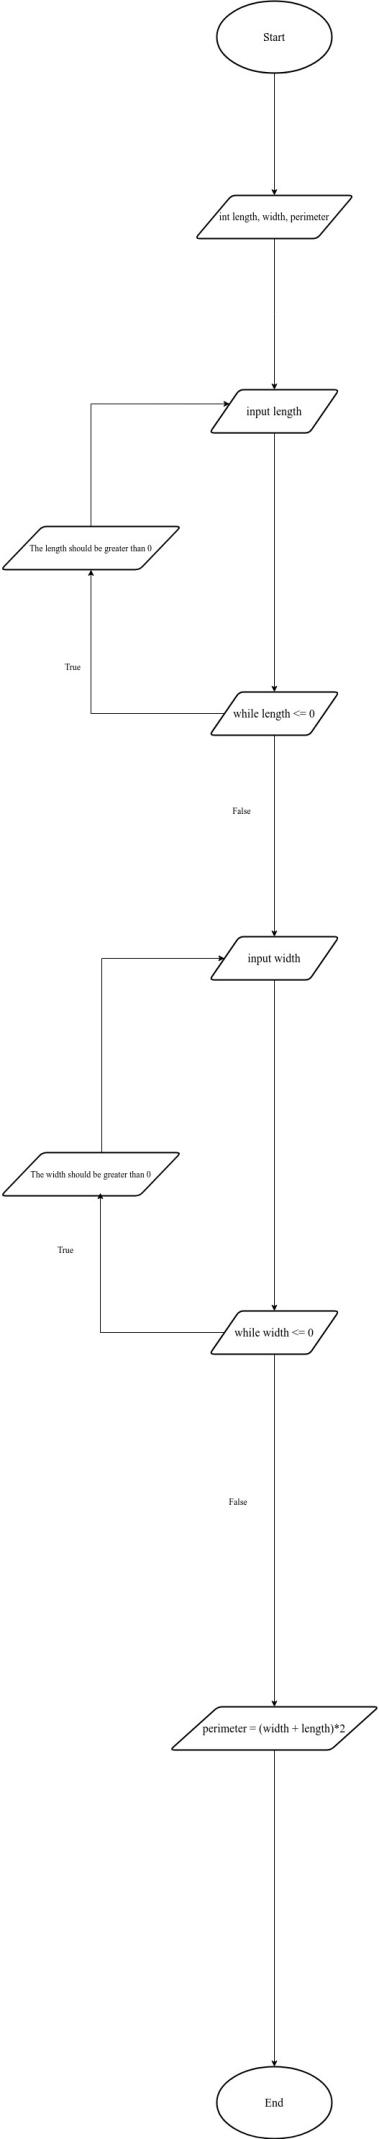 Start
int length, width, perimeter
input length
The length should be greater than 0
True
while length <= 0
False
input width
The width should be greater than 0
True
while width <= 0
False
perimeter = (width + length)*2
End